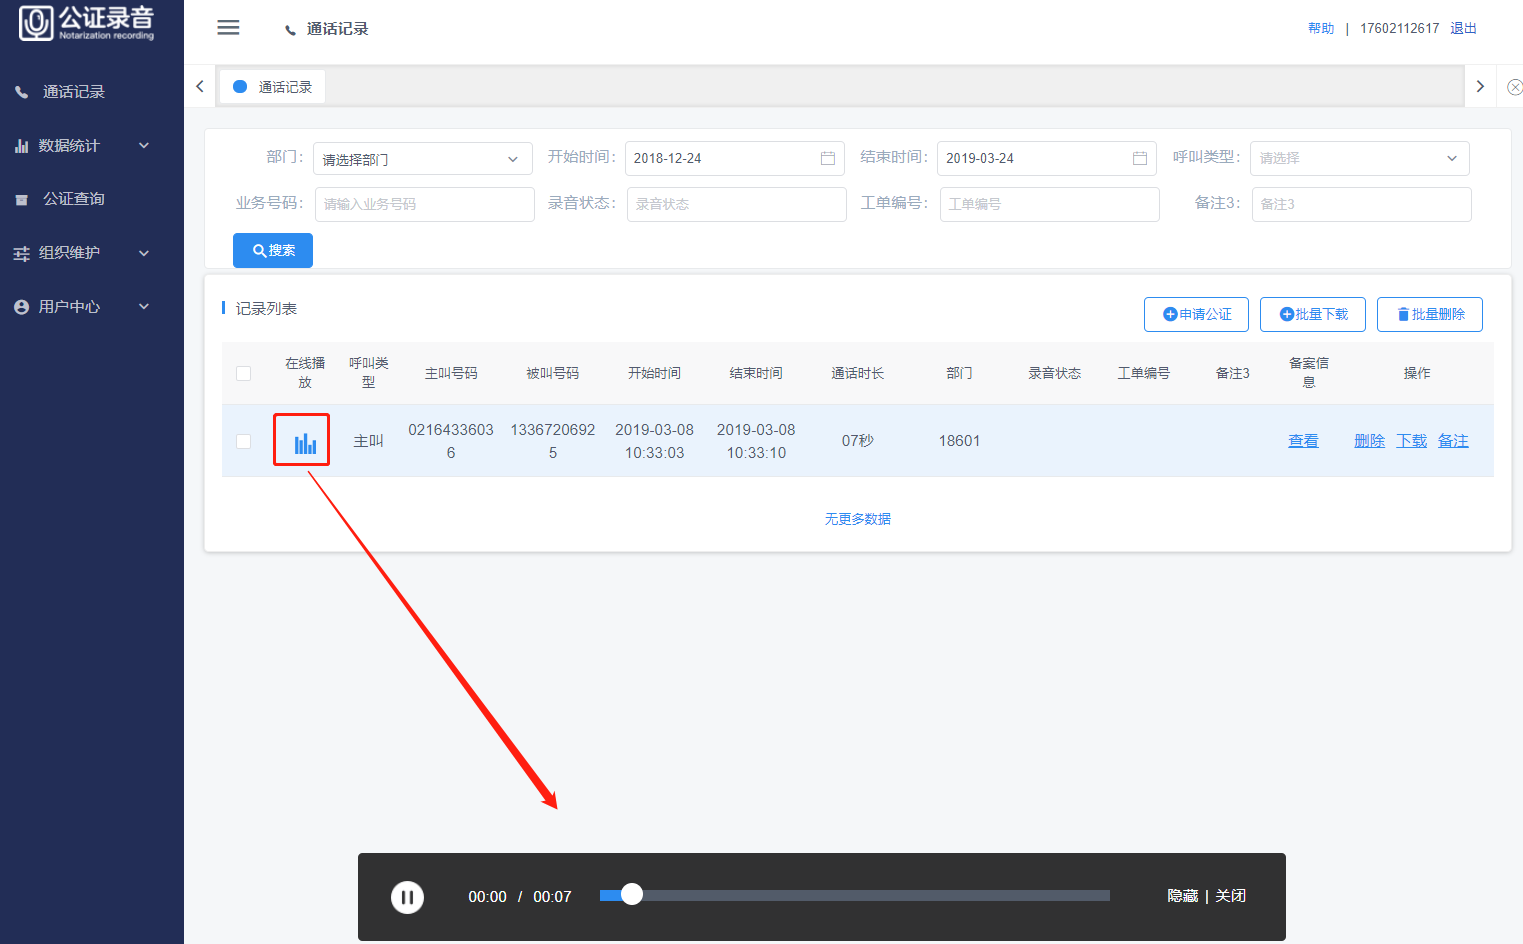 公证录音
Notarization recording
通话记录
帮助 | 17602112617 退出
通话记录
数据统计
公证查询
组织维护
用户中心
通话记录
部门： 请选择部门 开始时间： 2018-12-24 结束时间： 2019-03-24 呼叫类型： 请选择
业务号码： 请输入业务号码 录音状态： 录音状态 工单编号： 工单编号 备注3： 备注3
搜索
记录列表
申请公证 批量下载 批量删除
在线播放 呼叫类型 主叫号码 被叫号码 开始时间 结束时间 通话时长 部门 录音状态 工单编号 备注3 备案信息 操作
主叫 02164336036 13367206925 2019-03-08 10:33:03 2019-03-08 10:33:10 07秒 18601 查看 删除 下载 备注
无更多数据
00:00 / 00:07 隐藏 | 关闭